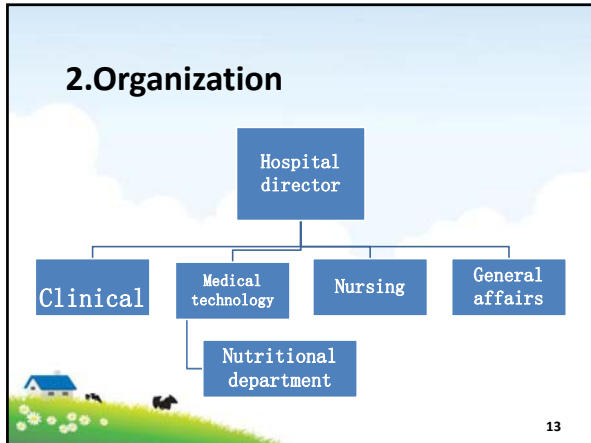 2.Organization
Hospital
director
Clinical
Medical
technology
Nursing
General
affairs
Nutritional
department
13